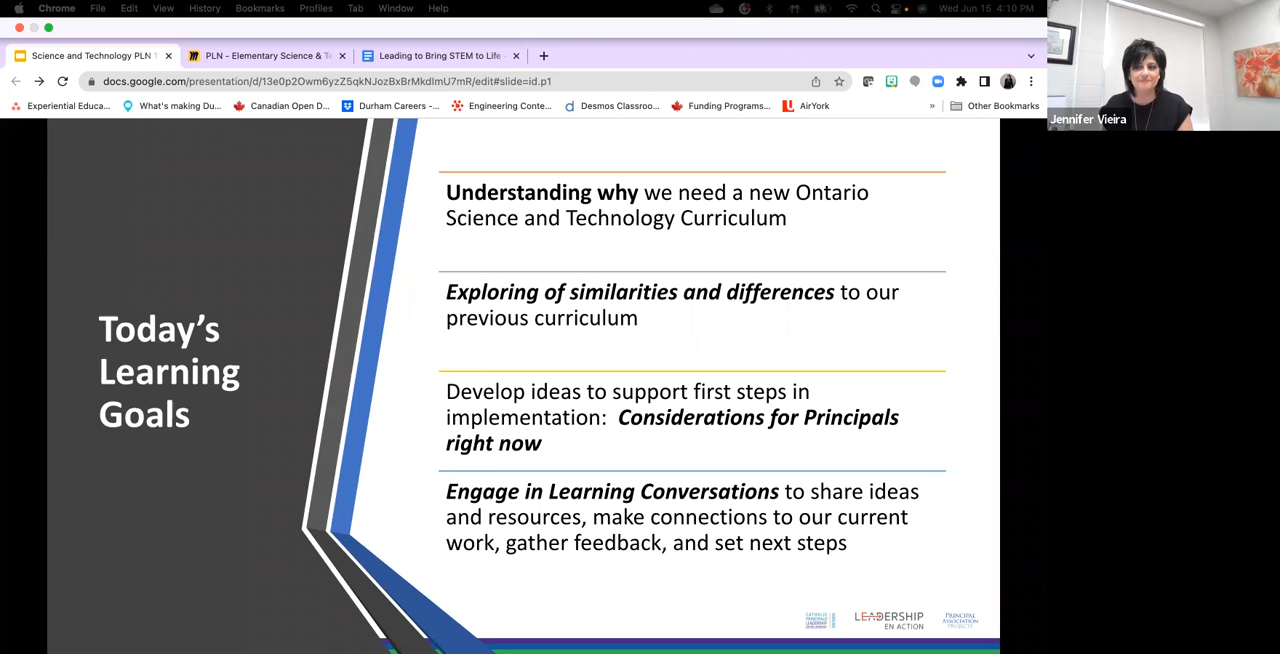 Chrome File Edit View History Bookmarks Profiles Tab Window Help Wed Jun 15 4:10 PM
Science and Technology PLN PLN - Elementary Science & Leading to Bring STEM to Life
docs.google.com/presentation/d/13e0p2Owm6yzZ5qkNJozBxBrMkdImU7mR/edit#slide=id.p1
Experiential Educa... What's making Du... Canadian Open D... Durham Careers -... Engineering Conte... Desmos Classroo... Funding Programs... AirYork » Other Bookmarks
Jennifer Vieira
Today's
Learning
Goals
Understanding why we need a new Ontario
Science and Technology Curriculum
Exploring of similarities and differences to our
previous curriculum
Develop ideas to support first steps in
implementation: Considerations for Principals
right now
Engage in Learning Conversations to share ideas
and resources, make connections to our current
work, gather feedback, and set next steps
LEADERSHIP
EN ACTION
PRINCIPAL
ASSOCIATION
PROJECTS